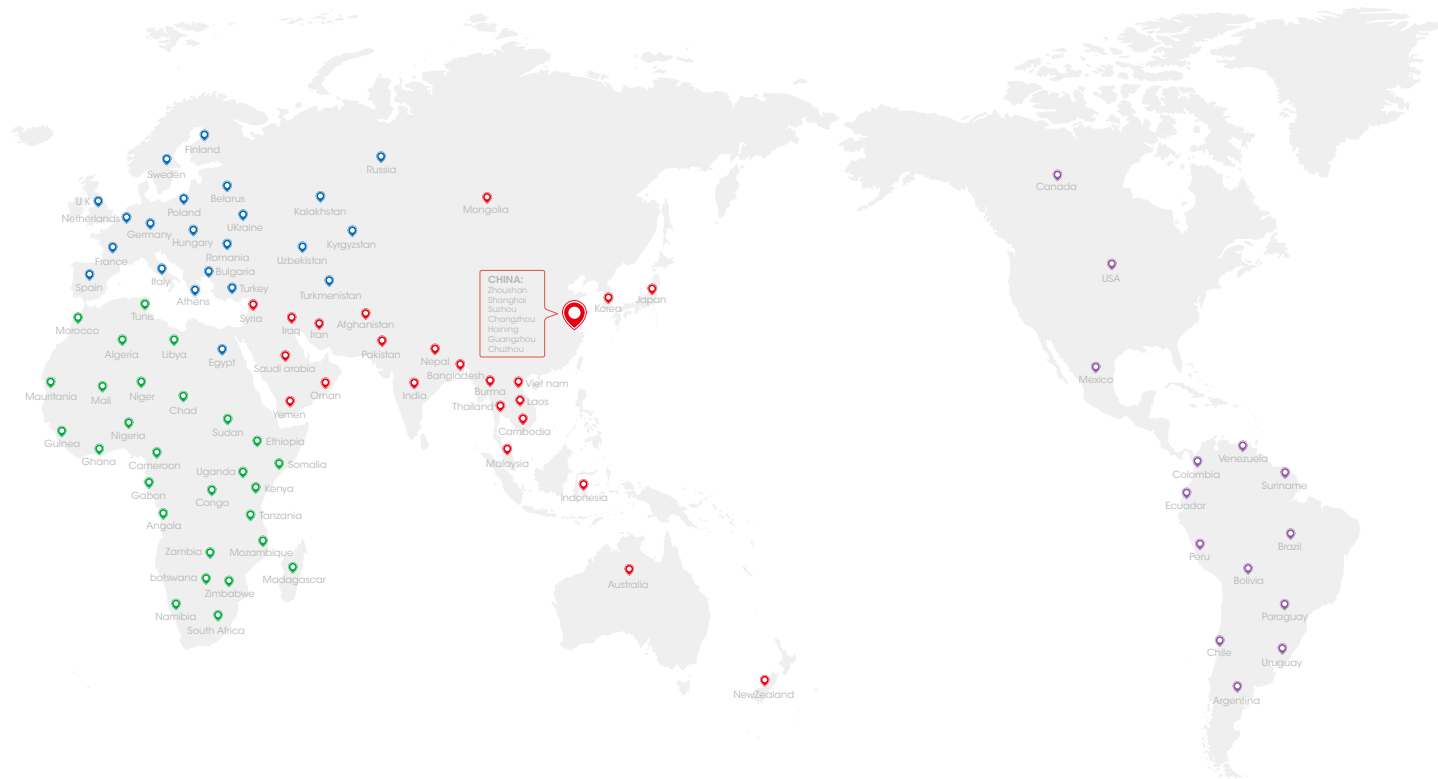 Finland
Sweden
Russia
U.K
Belarus
Poland
Kalakhstan
Mongolia
Canada
Netherlands
Germany
UKraine
Hungary
Kyrgyzstan
France
Romania
Uzbekistan
Spain
Italy
Bulgaria
Athens
Turkey
Turkmenistan
USA
CHINA:
Zhoushan
Shanghai
Suzhou
Changzhou
Haining
Guangzhou
Chuzhou
Korea
Japan
Tunis
Morocco
Syria
Iraq
Iran
Afghanistan
Algeria
Libya
Egypt
Saudi arabia
Pakistan
Nepal
Bangladesh
Mexico
Mauritania
Mali
Niger
Chad
Oman
India
Burma
Viet nam
Yemen
Thailand
Laos
Guinea
Nigeria
Sudan
Ethiopia
Cambodia
Ghana
Cameroon
Uganda
Somalia
Malaysia
Venezuela
Colombia
Suriname
Gabon
Congo
Kenya
Indonesia
Ecuador
Angola
Tanzania
Zambia
Mozambique
Peru
Brazil
botswana
Zimbabwe
Madagascar
Australia
Bolivia
Namibia
South Africa
Paraguay
Chile
Uruguay
NewZealand
Argentina